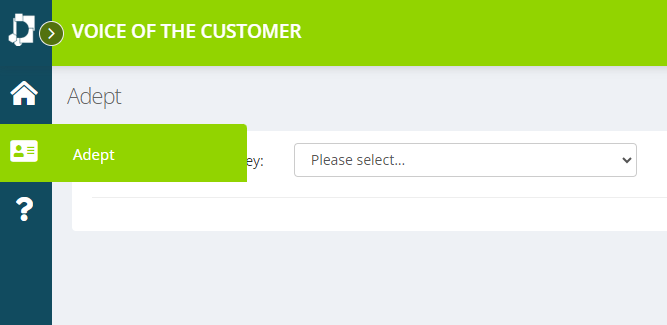 VOICE OF THE CUSTOMER
Adept
Adept
ey:
Please select...